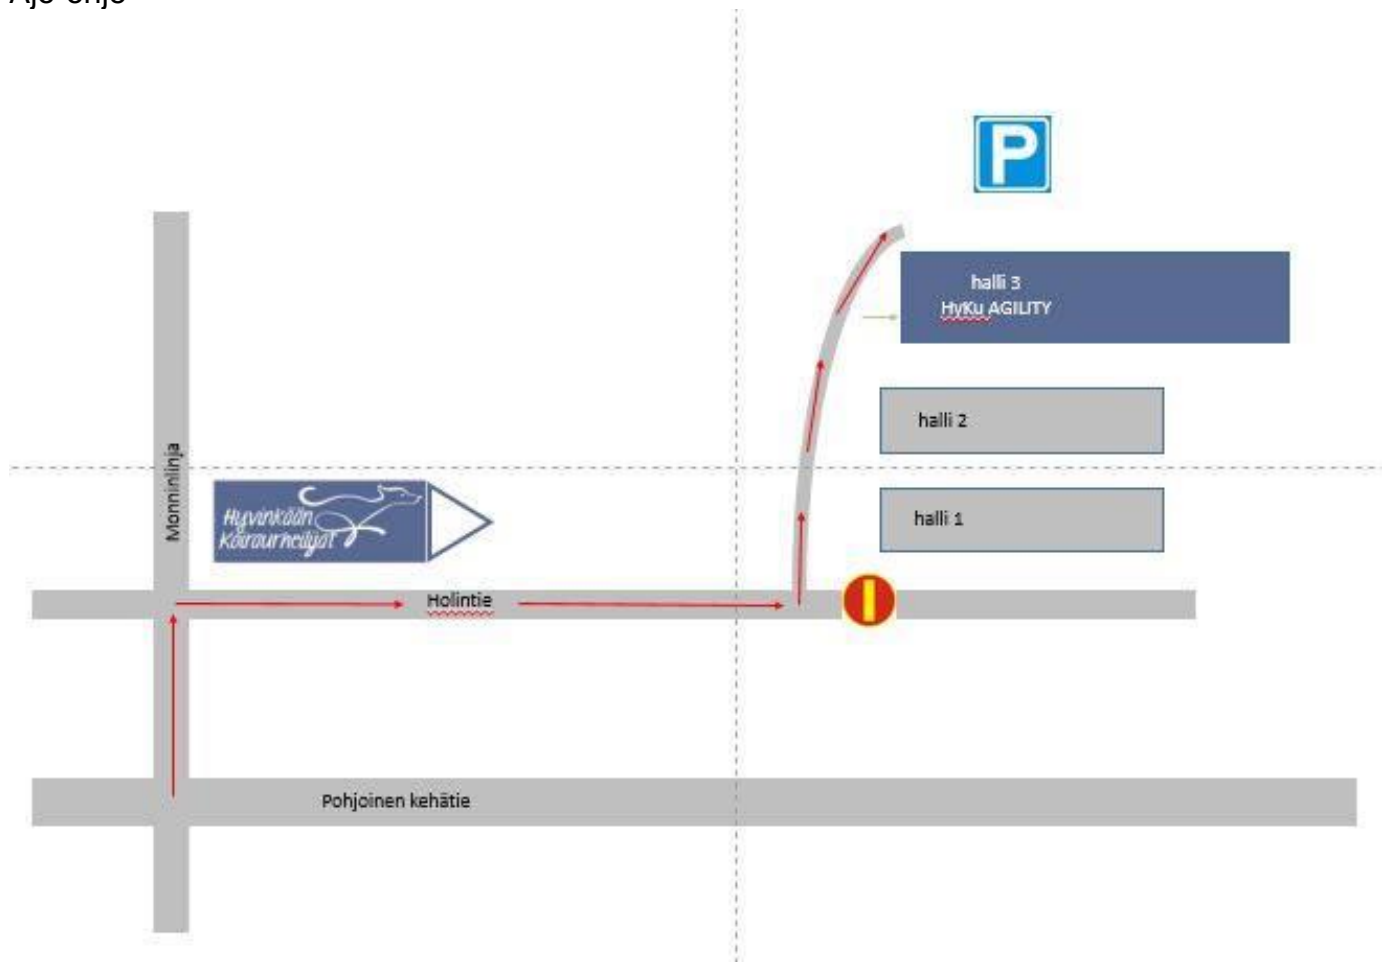 Ajo-ohje
P
halli 3
HyKu AGILITY
halli 2
Monninlinja
Hyvinkään
Koiraurheilijat
halli 1
Holintie
Pohjoinen kehätie